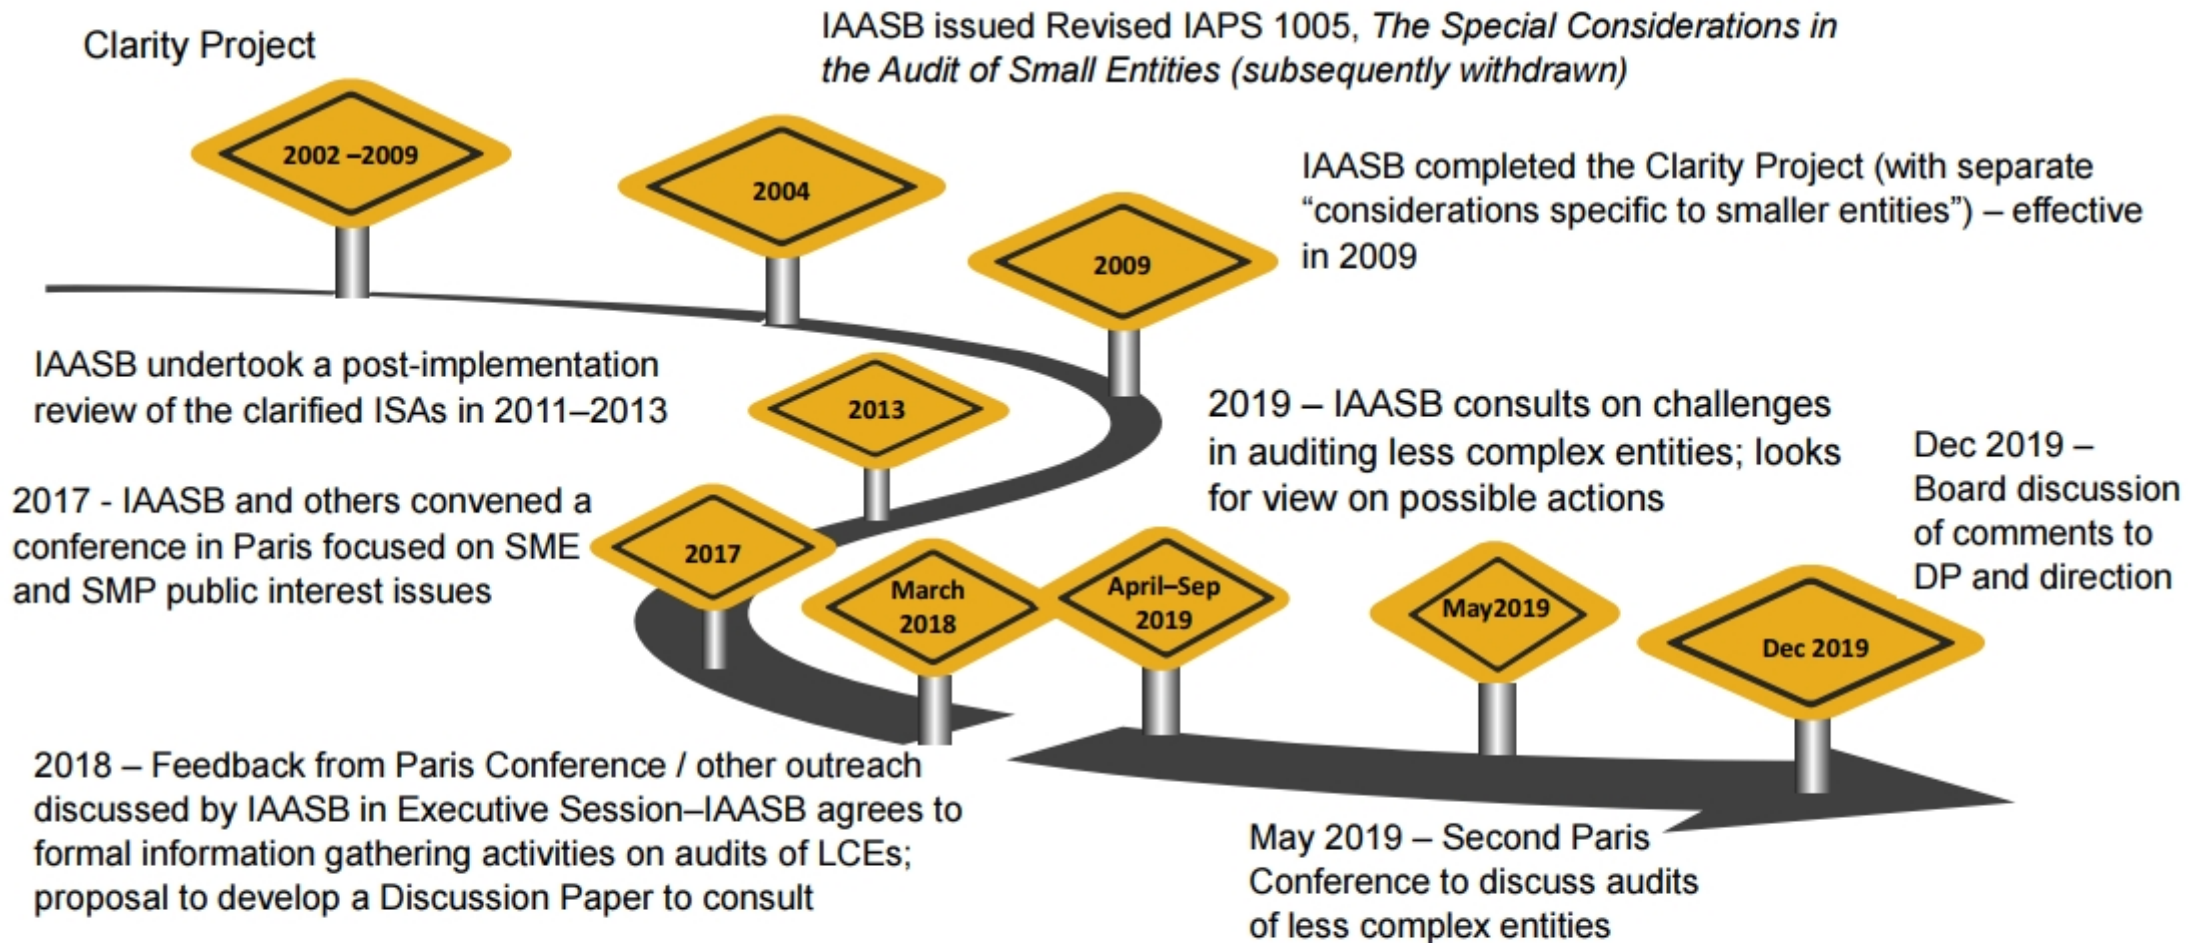 Clarity Project
2002 –2009
IAASB issued Revised IAPS 1005, The Special Considerations in
the Audit of Small Entities (subsequently withdrawn)
2004
IAASB completed the Clarity Project (with separate
“considerations specific to smaller entities”) – effective
in 2009
2009
IAASB undertook a post-implementation
review of the clarified ISAs in 2011–2013
2013
2017 - IAASB and others convened a
conference in Paris focused on SME
and SMP public interest issues
2017
2018 – Feedback from Paris Conference / other outreach
discussed by IAASB in Executive Session–IAASB agrees to
formal information gathering activities on audits of LCEs;
proposal to develop a Discussion Paper to consult
March
2018
2019 – IAASB consults on challenges
in auditing less complex entities; looks
for view on possible actions
April–Sep
2019
May2019
May 2019 – Second Paris
Conference to discuss audits
of less complex entities
Dec 2019 –
Board discussion
of comments to
DP and direction
Dec 2019